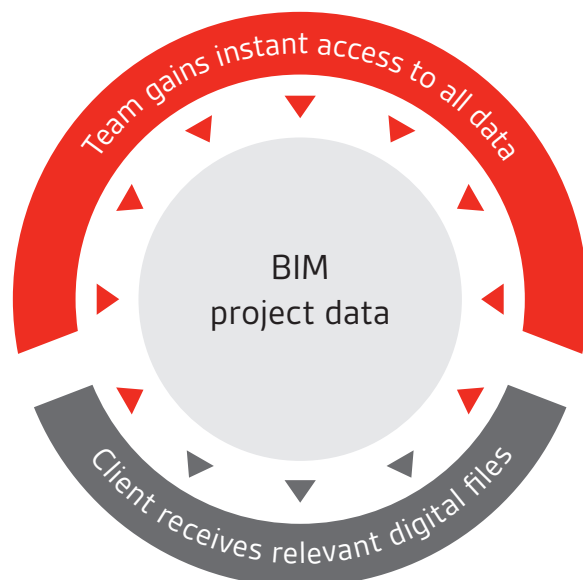 Team gains instant access to all data
BIM
project data
Client receives relevant digital files